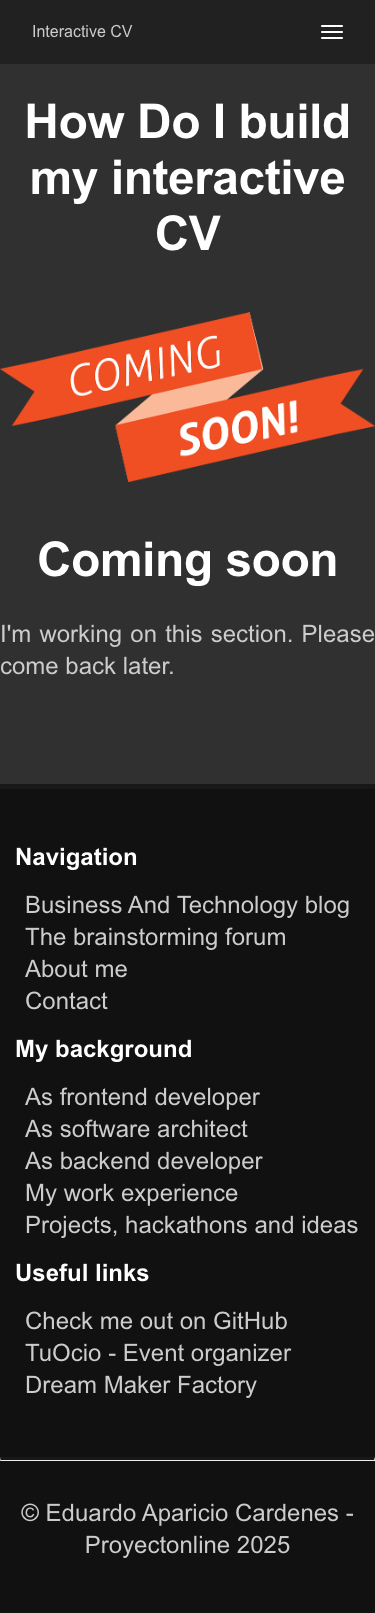 Interactive CV
How Do I build
my interactive
CV
COMING
SOON!
Coming soon
I'm working on this section. Please
come back later.
Navigation
Business And Technology blog
The brainstorming forum
About me
Contact
My background
As frontend developer
As software architect
As backend developer
My work experience
Projects, hackathons and ideas
Useful links
Check me out on GitHub
TuOcio - Event organizer
Dream Maker Factory
© Eduardo Aparicio Cardenes -
Proyectonline 2025